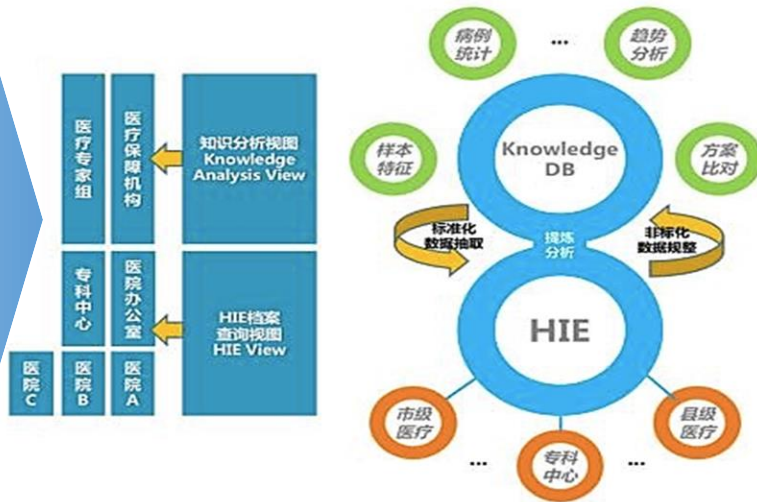 医疗专家组
医疗保障机构
知识分析视图
Knowledge
Analysis View
专科中心
医院办公室
HIE档案
查询视图
HIE View
医院C
医院B
医院A
病例
统计
...
趋势
分析
样本
特征
Knowledge
DB
方案
比对
标准化
数据抽取
提炼
分析
非标化
数据规整
HIE
市级
医疗
...
专科
中心
...
县级
医疗